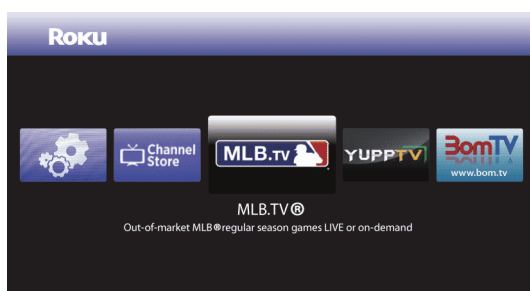 Roku
Channel
Store
MLB.TV
YUPPTV
BomTV
www.bom.tv
MLB.TV®
Out-of-market MLB®regular season games LIVE or on-demand